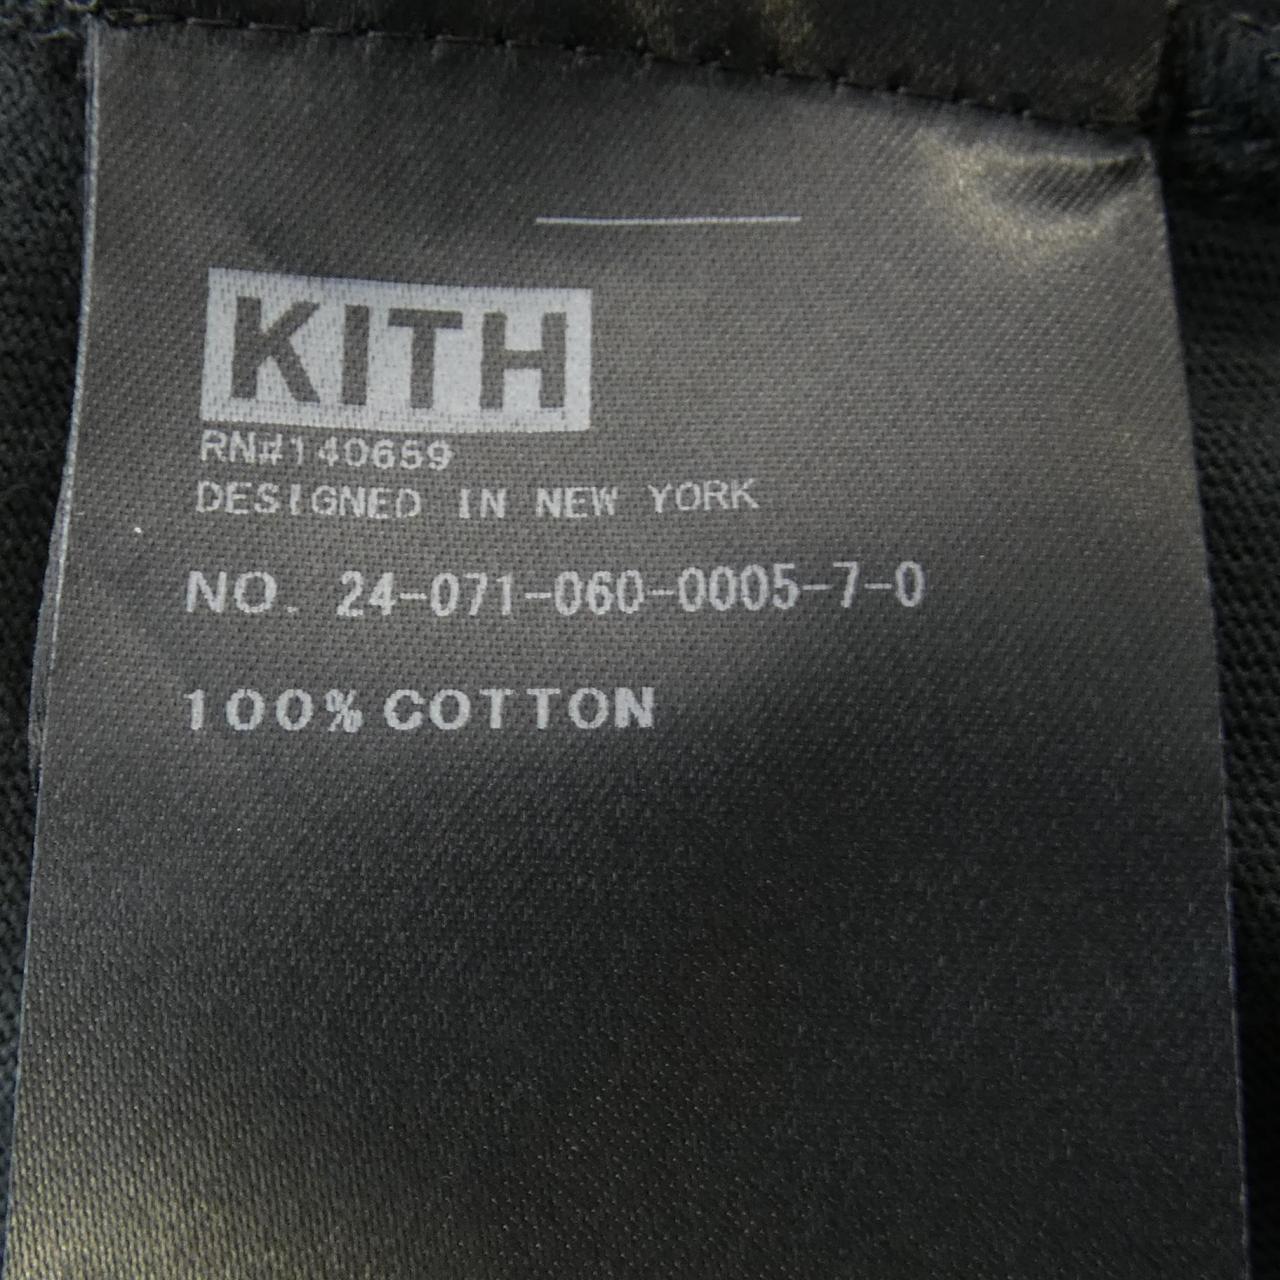 KITH
RN#140659
DESIGNED IN NEW YORK
NO. 24-071-060-0005-7-0
100% COTTON